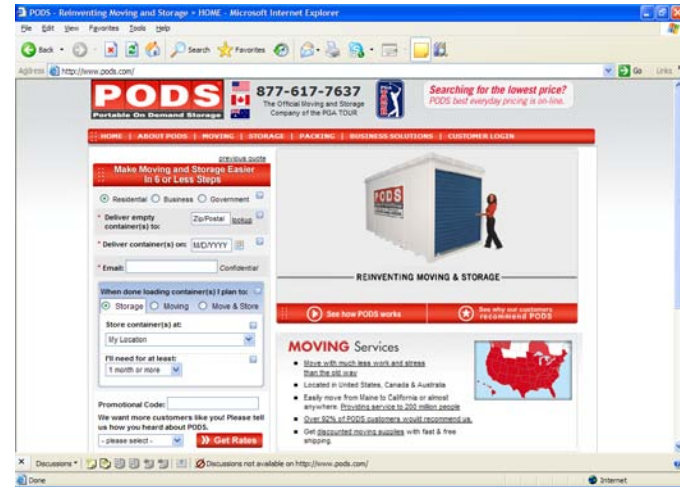 PODS - Reinventing Moving and Storage > HOME - Microsoft Internet Explorer
File Edit View Favorites Tools Help
Back Search Favorites
Address http://www.pods.com/ Go Links
PODS
Portable On Demand Storage
877-617-7637
The Official Moving and Storage
Company of the PGA TOUR
Searching for the lowest price?
PODS best everyday pricing is on-line.
HOME | ABOUT PODS | MOVING | STORAGE | PACKING | BUSINESS SOLUTIONS | CUSTOMER LOGIN
previous quote
Make Moving and Storage Easier
In 6 or Less Steps
Residential Business Government
* Deliver empty
container(s) to: Zip/Postal lookup
* Deliver container(s) on: M/D/YYYY
* Email: Confidential
When done loading container(s) I plan to:
Storage Moving Move & Store
Store container(s) at:
My Location
I'll need for at least:
1 month or more
Promotional Code:
We want more customers like you! Please tell
us how you heard about PODS.
- please select - Get Rates
PODS
REINVENTING MOVING & STORAGE
See how PODS works
See why our customers
recommend PODS
MOVING Services
Move with much less work and stress
than the old way
Located in United States, Canada & Australia
Easily move from Maine to California or almost
anywhere. Providing service to 200 million people
Over 92% of PODS customers would recommend us.
Get discounted moving supplies with fast & free
shipping.
Discussions Discussions not available on http://www.pods.com/
Done Internet